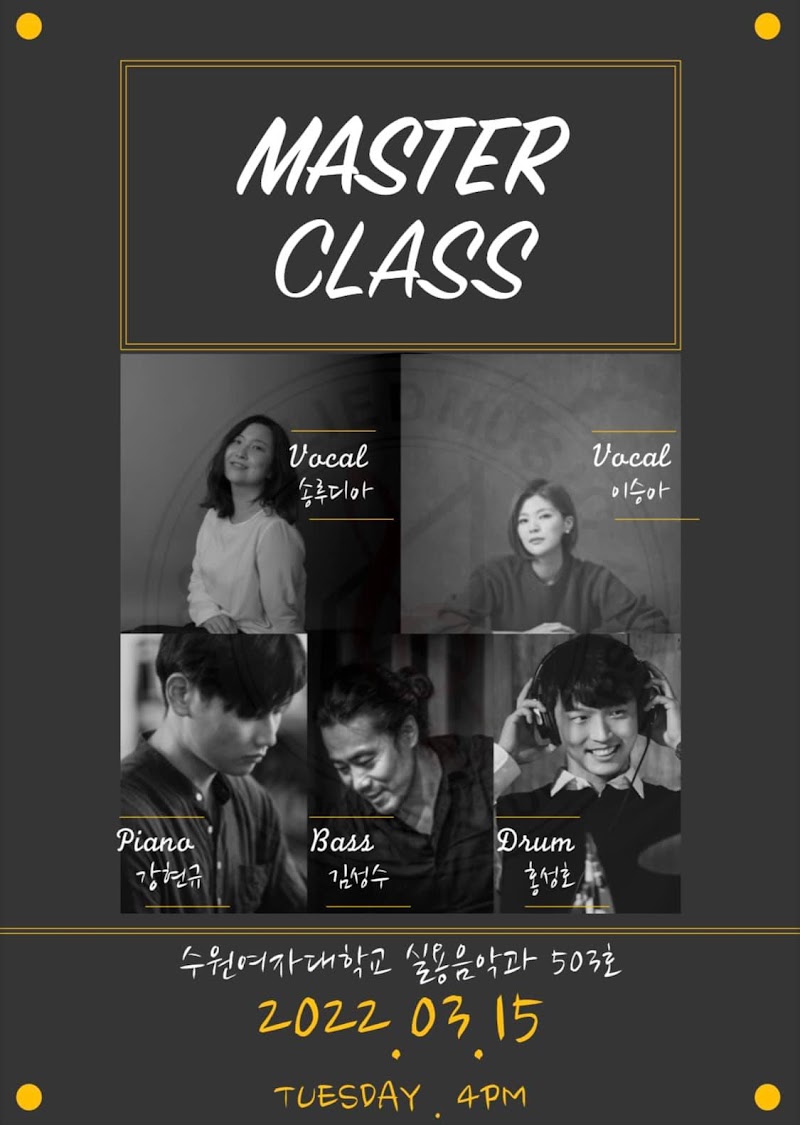 MASTER
CLASS
Vocal
송루디아
Vocal
이승아
Piano
강현규
Bass
김성수
Drum
홍성호
수원여자대학교 실용음악과 503호
2022.03.15
TUESDAY. 4PM